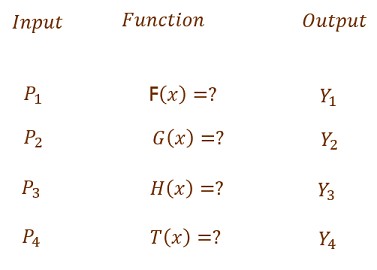 Input Function Output
P₁ F(x) =? Y₁
P₂ G(x) =? Y₂
P₃ H(x) =? Y₃
P₄ T(x) =? Y₄